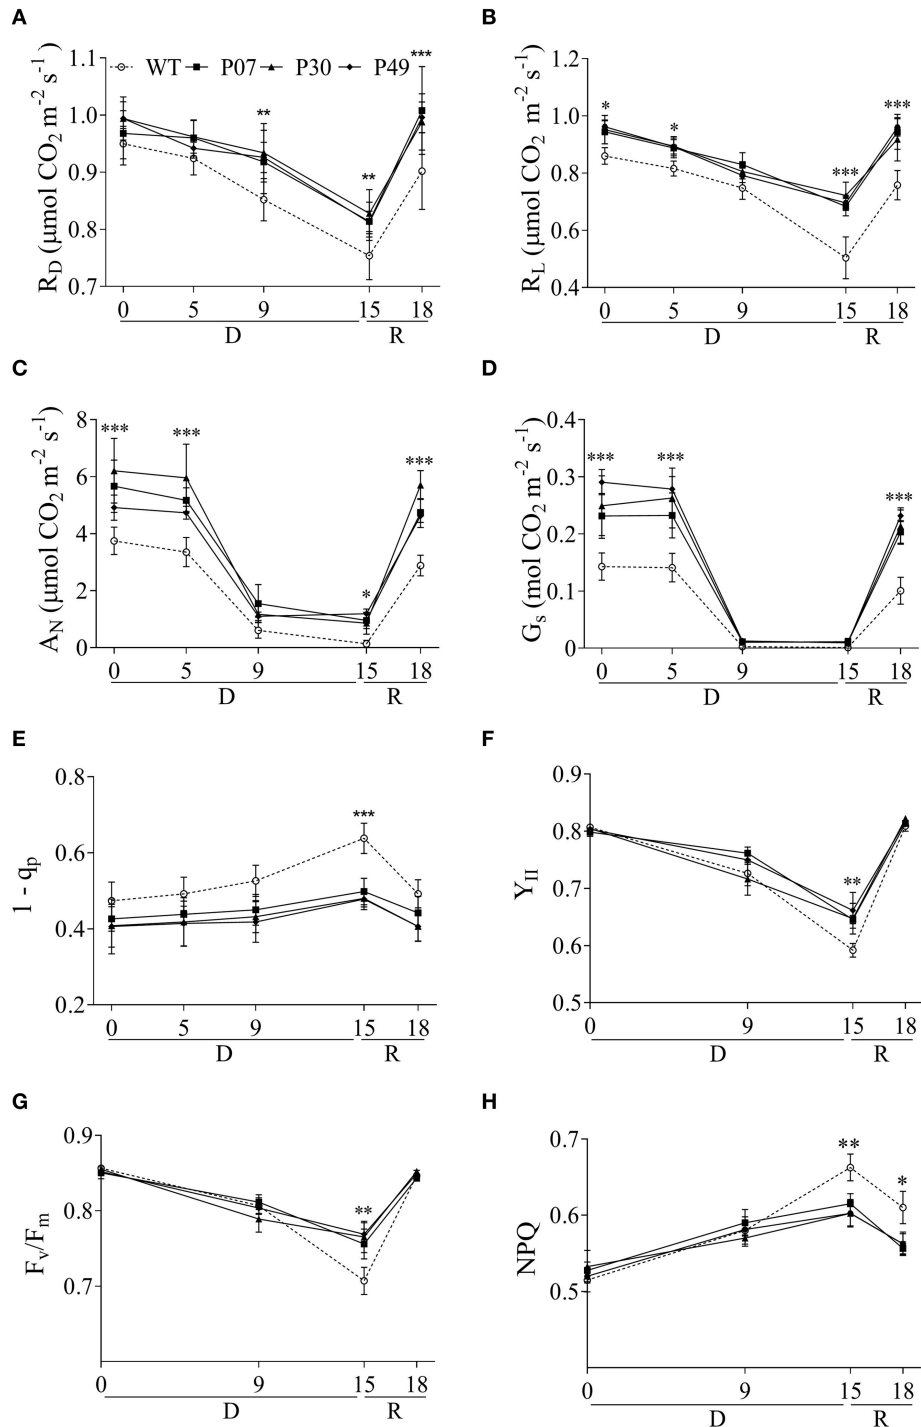 A
R_D (μmol CO₂ m⁻² s⁻¹)
1.1
1.0
0.9
0.8
0.7
WT P07 P30 P49
**
**
***
0 5 9 15 18
D R
B
R_L (μmol CO₂ m⁻² s⁻¹)
1.2
1.0
0.8
0.6
0.4
*
*
***
***
0 5 9 15 18
D R
C
A_N (μmol CO₂ m⁻² s⁻¹)
8
6
4
2
0
***
***
*
***
0 5 9 15 18
D R
D
G_s (mol CO₂ m⁻² s⁻¹)
0.4
0.3
0.2
0.1
0
***
***
***
0 5 9 15 18
D R
E
1 - q_p
0.8
0.6
0.4
0.2
***
0 5 9 15 18
D R
F
Y_II
0.9
0.8
0.7
0.6
0.5
**
0 9 15 18
D R
G
F_v/F_m
0.9
0.8
0.7
**
0 9 15 18
D R
H
NPQ
0.7
0.6
0.5
**
*
0 9 15 18
D R